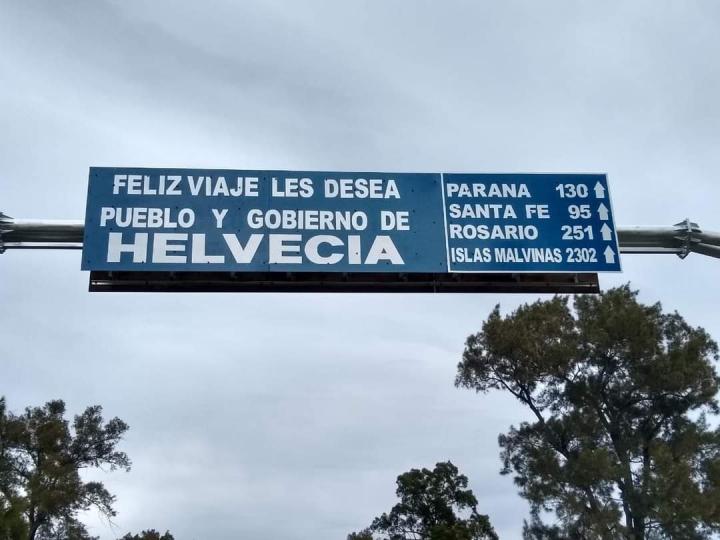 FELIZ VIAJE LES DESEA
PUEBLO Y GOBIERNO DE
HELVECIA
PARANA 130
SANTA FE 95
ROSARIO 251
ISLAS MALVINAS 2302